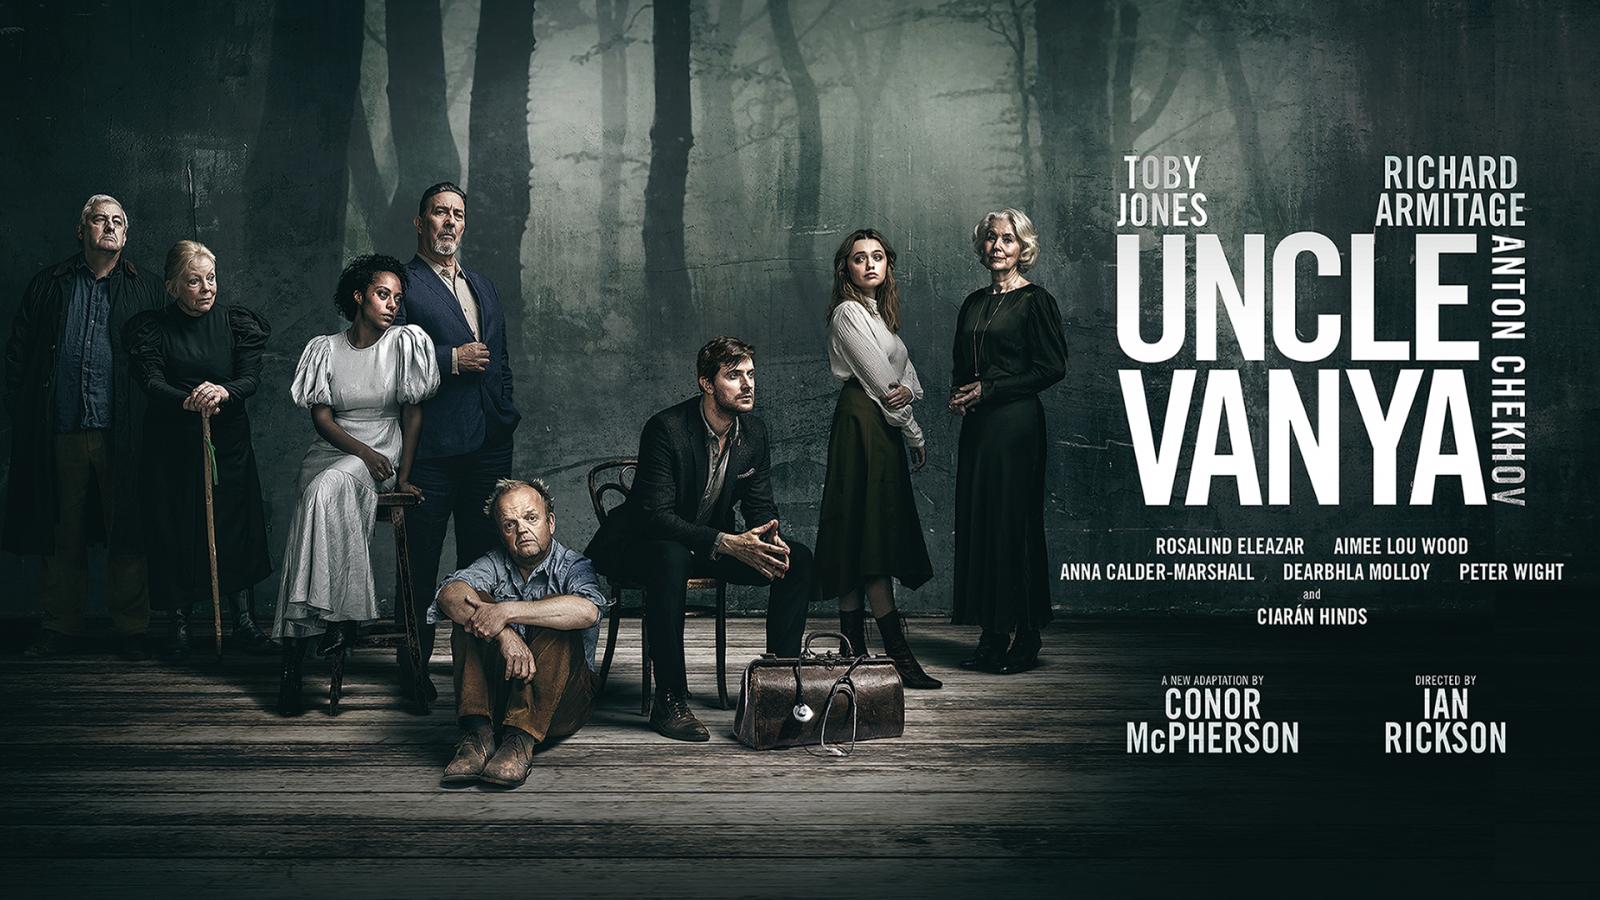 TOBY
JONES
RICHARD
ARMITAGE
UNCLE
VANYA
ANTON CHEKHOV
ROSALIND ELEAZAR AIMEE LOU WOOD
ANNA CALDER-MARSHALL DEARBHLA MOLLOY PETER WIGHT
and
CIARÁN HINDS
A NEW ADAPTATION BY
CONOR
McPHERSON
DIRECTED BY
IAN
RICKSON